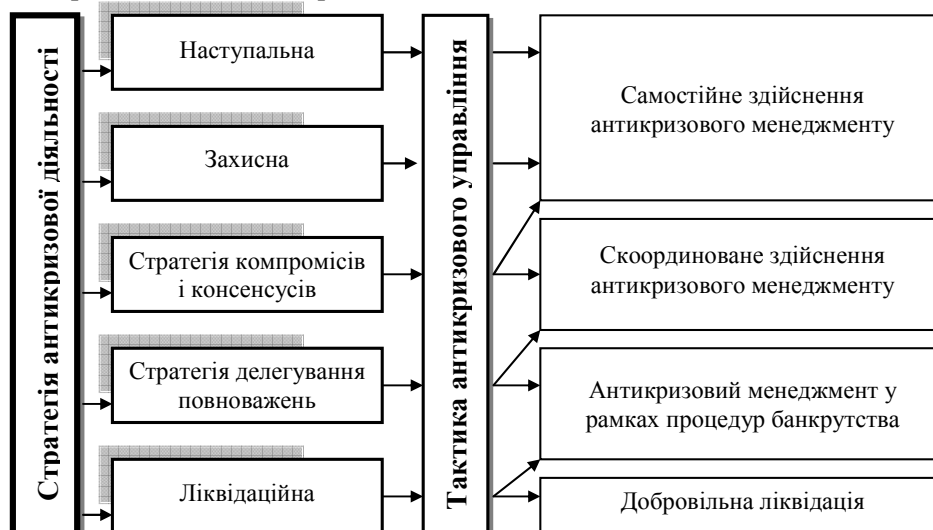 Стратегія антикризової діяльності
Наступальна
Захисна
Стратегія компромісів
і консенсусів
Стратегія делегування
повноважень
Ліквідаційна
Тактика антикризового управління
Самостійне здійснення
антикризового менеджменту
Скоординоване здійснення
антикризового менеджменту
Антикризовий менеджмент у
рамках процедур банкрутства
Добровільна ліквідація